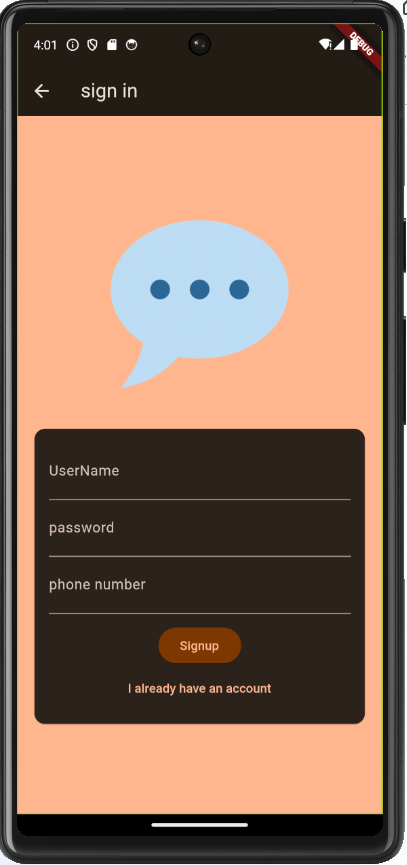 4:01
DEBUG
sign in
UserName
password
phone number
Signup
I already have an account